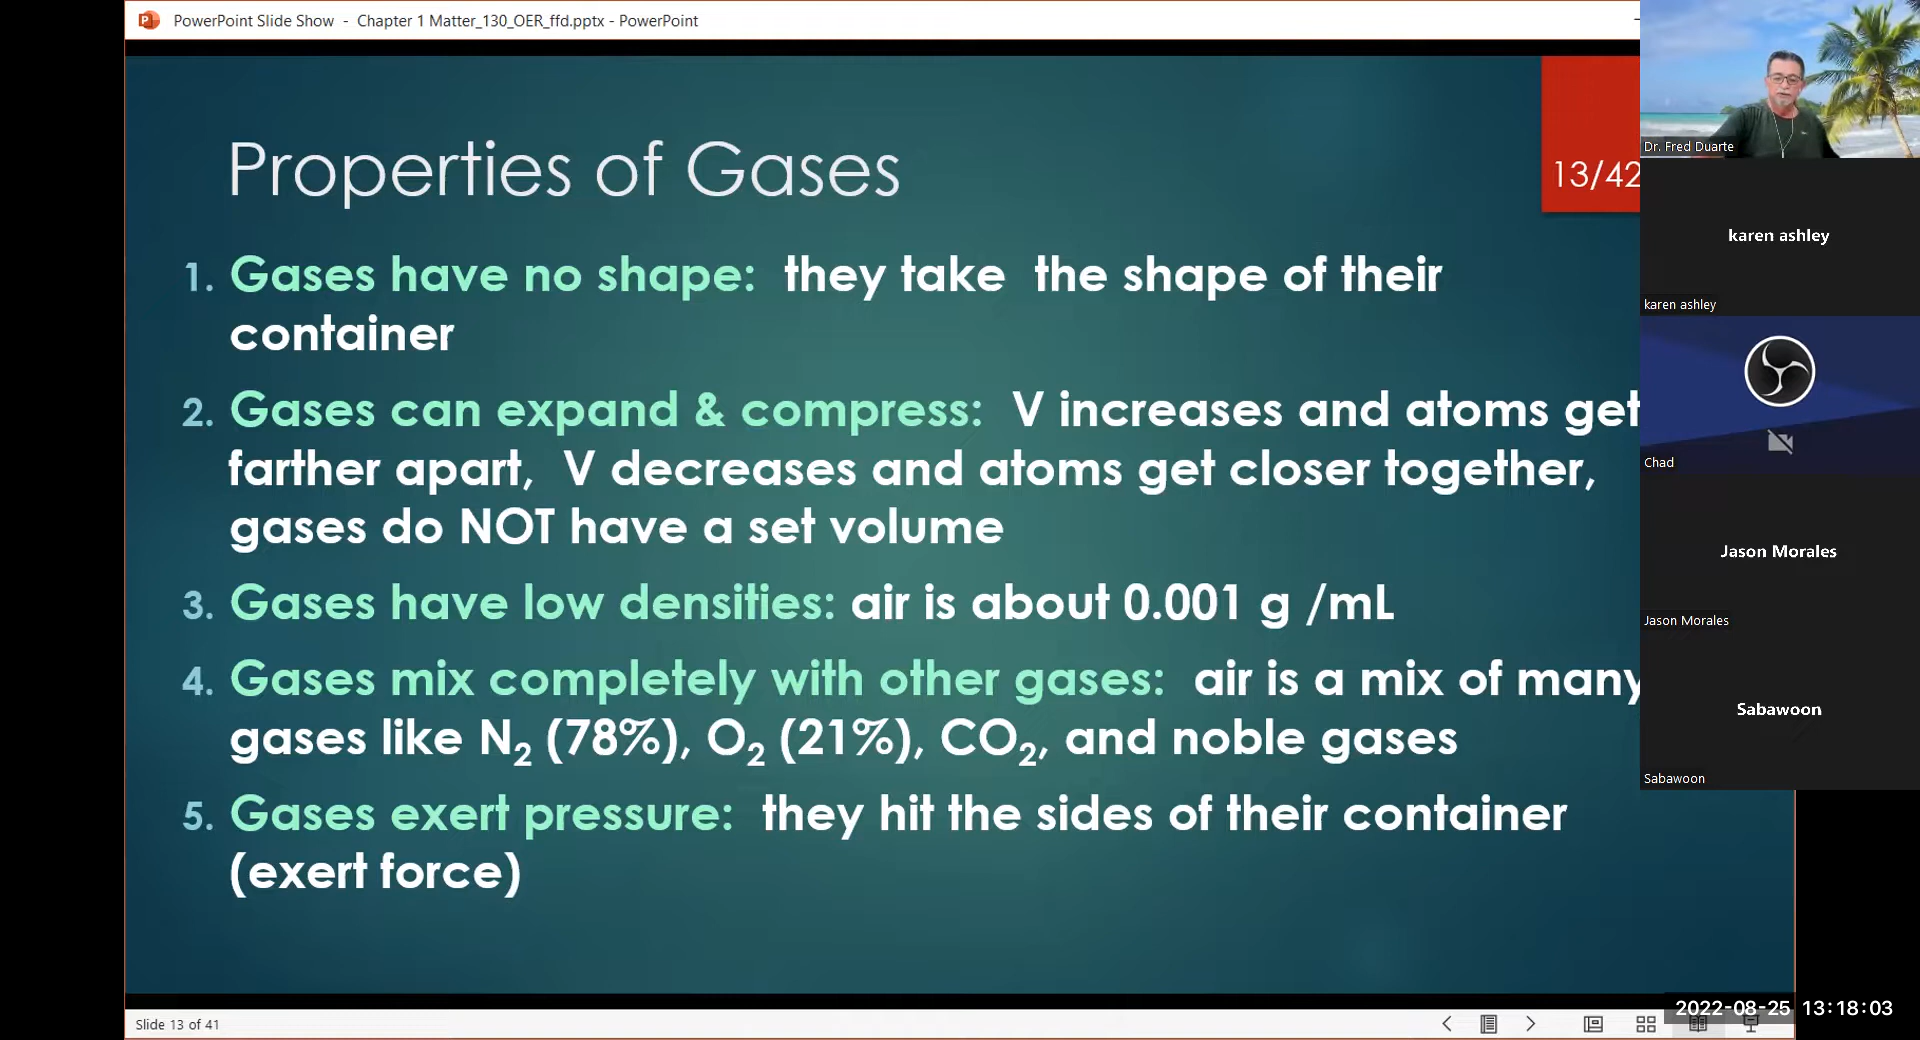 PowerPoint Slide Show - Chapter 1 Matter_130_OER_ffd.pptx - PowerPoint
Properties of Gases
13/42
1. Gases have no shape: they take the shape of their
container
2. Gases can expand & compress: V increases and atoms get
farther apart, V decreases and atoms get closer together,
gases do NOT have a set volume
3. Gases have low densities: air is about 0.001 g /mL
4. Gases mix completely with other gases: air is a mix of many
gases like N₂ (78%), O₂ (21%), CO₂, and noble gases
5. Gases exert pressure: they hit the sides of their container
(exert force)
Dr. Fred Duarte
karen ashley
karen ashley
Chad
Jason Morales
Jason Morales
Sabawoon
Sabawoon
Slide 13 of 41
2022-08-25 13:18:03